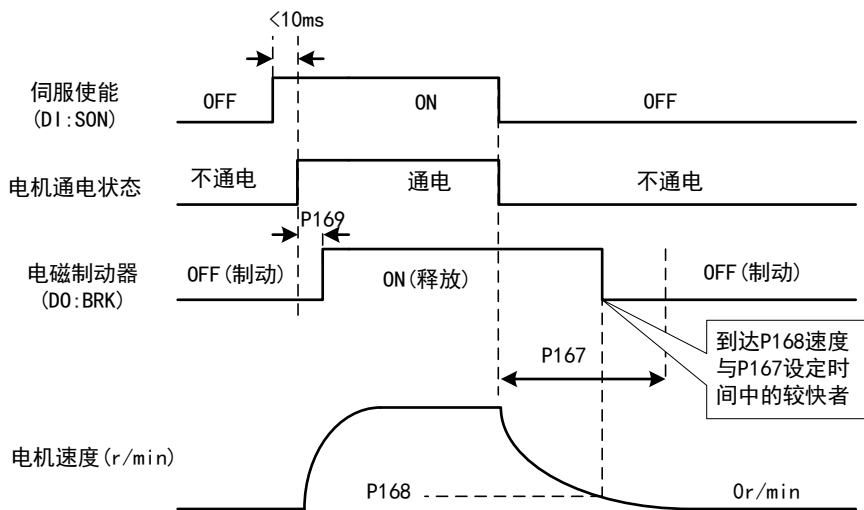 <10ms
伺服使能
(DI:SON)
OFF
ON
OFF
电机通电状态
不通电
通电
不通电
P169
电磁制动器
(DO:BRK)
OFF(制动)
ON(释放)
OFF(制动)
P167
到达P168速度
与P167设定时
间中的较快者
电机速度(r/min)
P168
0r/min